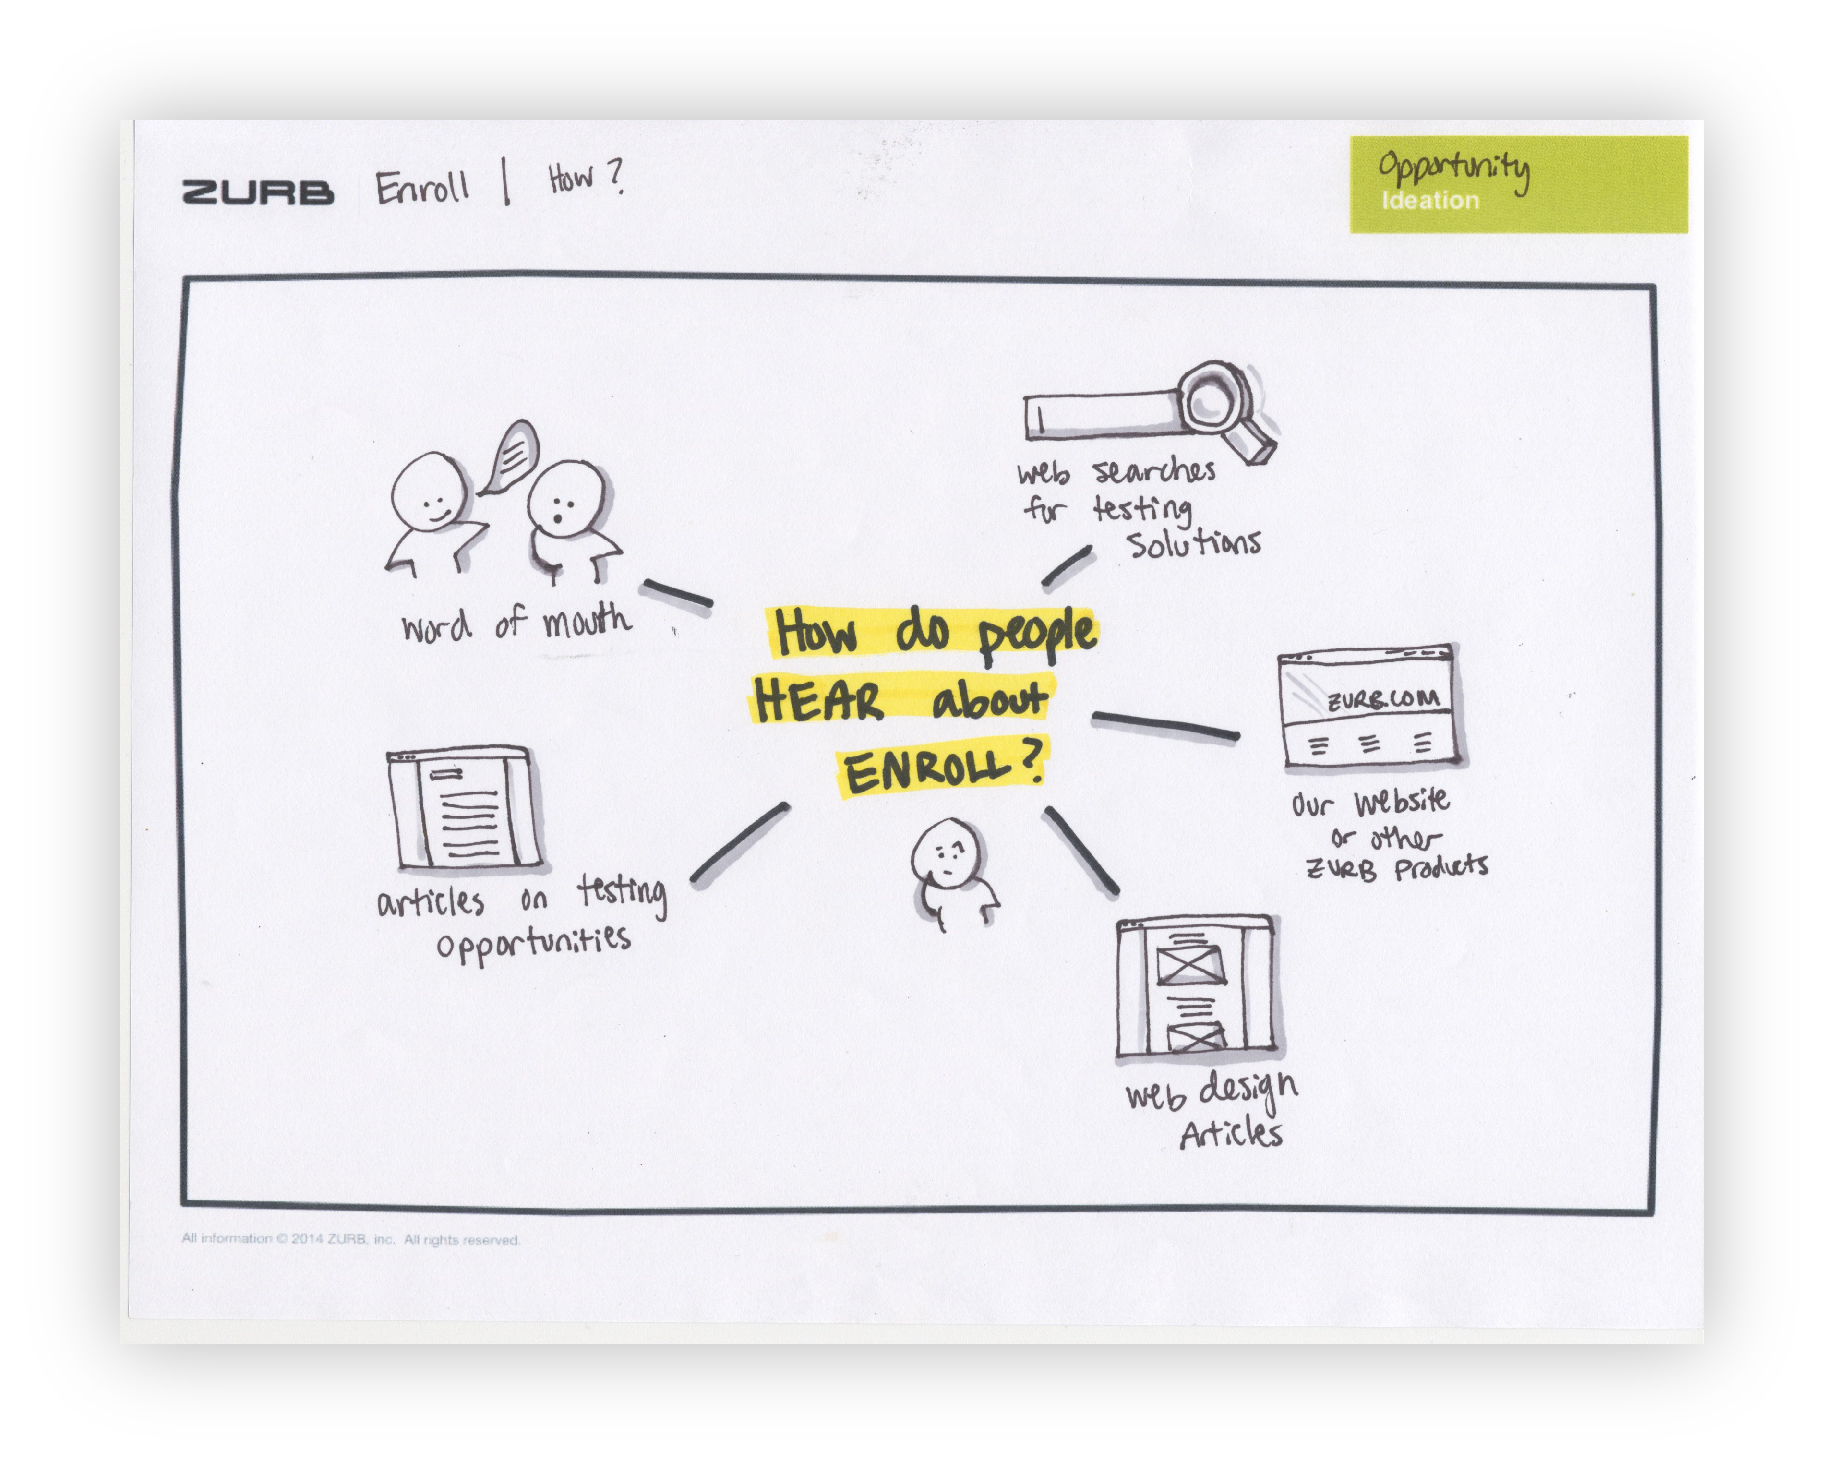 ZURB Enroll | How?
Opportunity
Ideation
word of mouth
web searches
for testing
solutions
How do people
HEAR about
ENROLL?
ZURB.COM
our website
or other
ZURB Products
articles on testing
opportunities
web design
Articles
All information © 2014 ZURB, inc. All rights reserved.